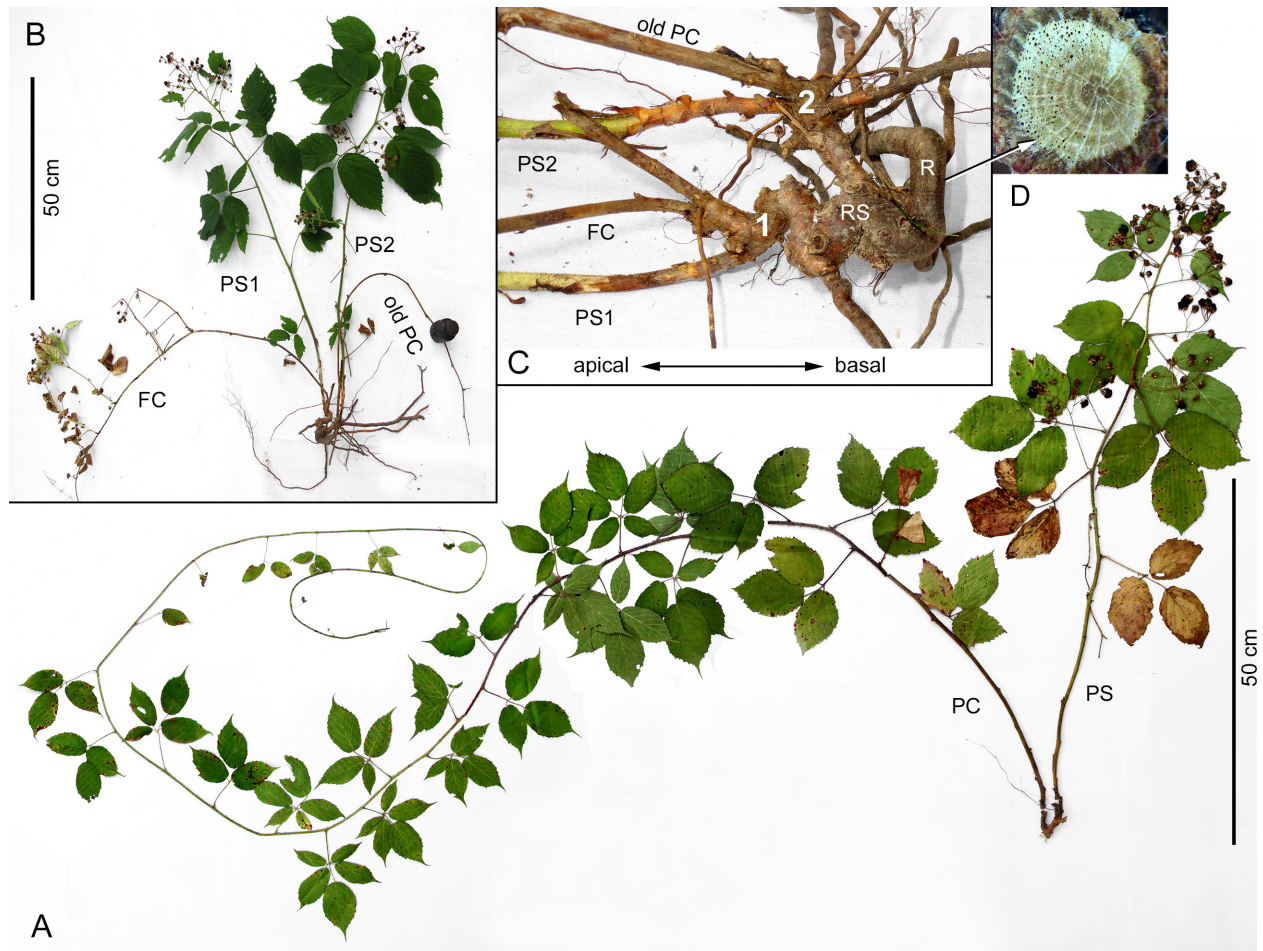 B
50 cm
PS1
PS2
old PC
FC
old PC
PS2
FC
PS1
1
2
RS
R
C
apical
basal
D
PC
PS
50 cm
A